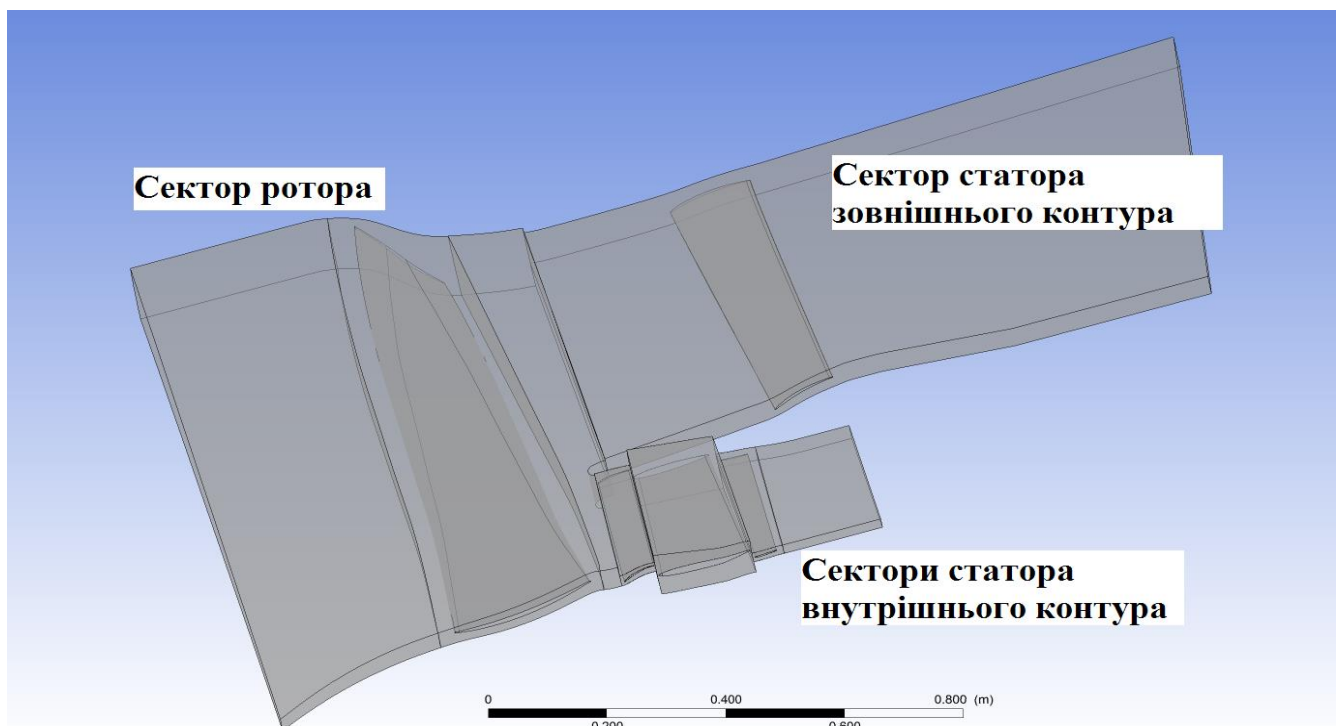 Сектор ротора
Сектор статора
зовнішнього контура
Сектори статора
внутрішнього контура
0 0.400 0.800 (m)
0.200 0.600